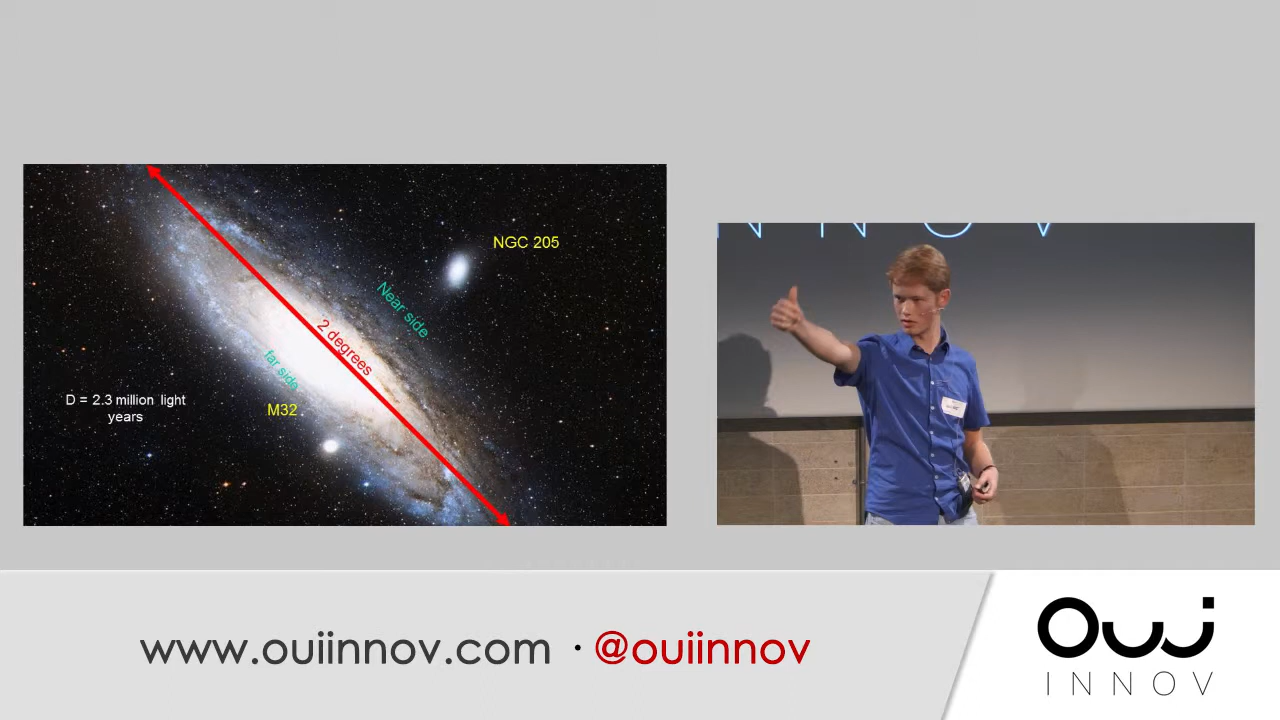 NGC 205
Near side
2 degrees
far side
D = 2.3 million light
years
M32
N N O V
www.ouiinnov.com · @ouiinnov
Oui
INNOV